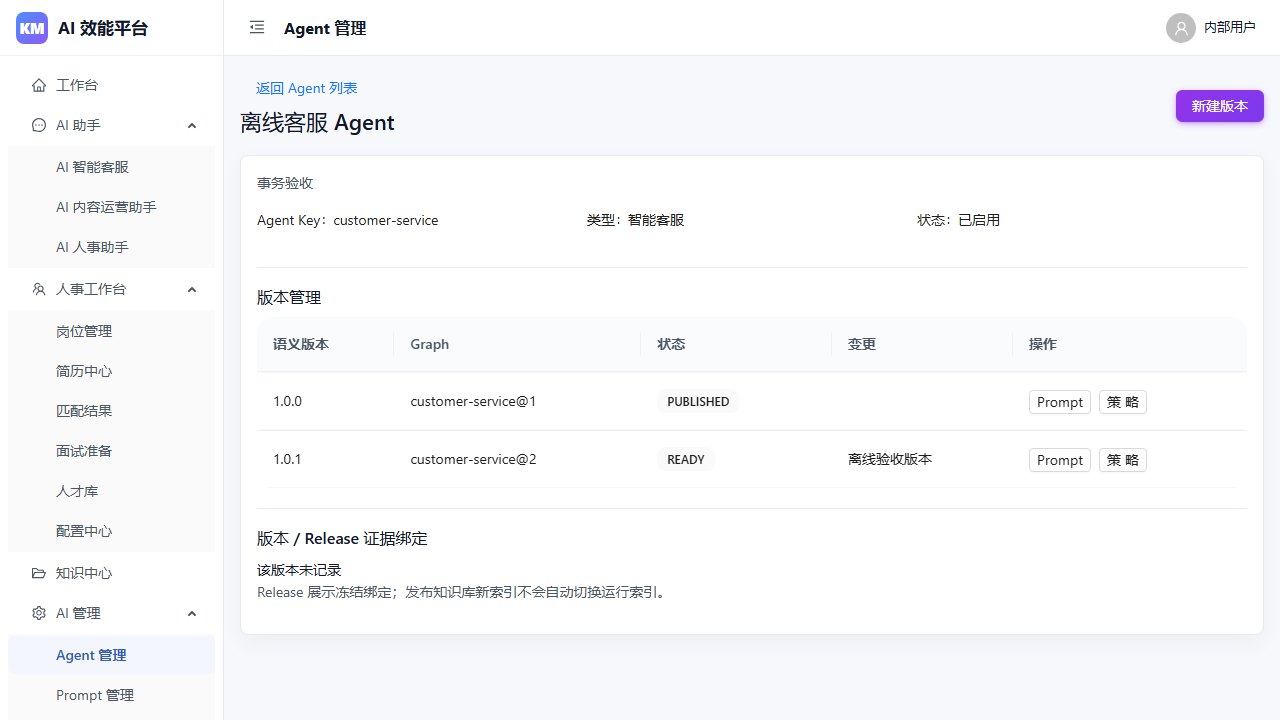 KM AI 效能平台
Agent 管理
内部用户
工作台
AI 助手
AI 智能客服
AI 内容运营助手
AI 人事助手
人事工作台
岗位管理
简历中心
匹配结果
面试准备
人才库
配置中心
知识中心
AI 管理
Agent 管理
Prompt 管理
返回 Agent 列表
离线客服 Agent
新建版本
事务验收
Agent Key：customer-service 类型：智能客服 状态：已启用
版本管理
语义版本 Graph 状态 变更 操作
1.0.0 customer-service@1 PUBLISHED Prompt 策 略
1.0.1 customer-service@2 READY 离线验收版本 Prompt 策 略
版本 / Release 证据绑定
该版本未记录
Release 展示冻结绑定；发布知识库新索引不会自动切换运行索引。